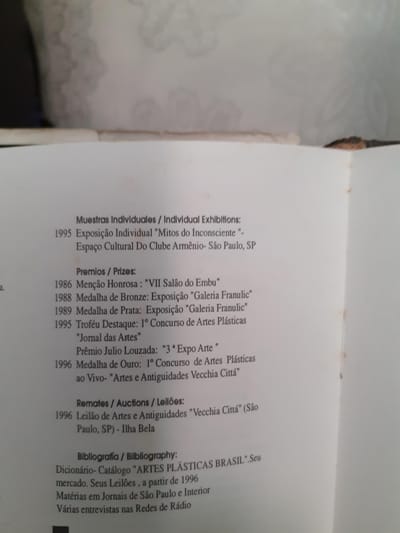 Muestras Individuales / Individual Exhibitions:
1995 Exposição Individual "Mitos do Inconsciente "-
Espaço Cultural Do Clube Armênio- São Paulo, SP
Premios / Prizes:
1986 Menção Honrosa : "VII Salão do Embu"
1988 Medalha de Bronze: Exposição "Galeria Franulic"
1989 Medalha de Prata: Exposição "Galeria Franulic"
1995 Troféu Destaque: 1º Concurso de Artes Plásticas
"Jornal das Artes"
Prêmio Julio Louzada: "3ª Expo Arte "
1996 Medalha de Ouro: 1º Concurso de Artes Plásticas
ao Vivo- "Artes e Antiguidades Vecchia Città"
Remates / Auctions / Leilões:
1996 Leilão de Artes e Antiguidades "Vecchia Cittá" (São
Paulo, SP) - Ilha Bela
Bibliografía / Bibliography:
Dicionário- Catálogo "ARTES PLÁSTICAS BRASIL".Seu
mercado. Seus Leilões , a partir de 1996
Matérias em Jornais de São Paulo e Interior
Várias entrevistas nas Redes de Rádio